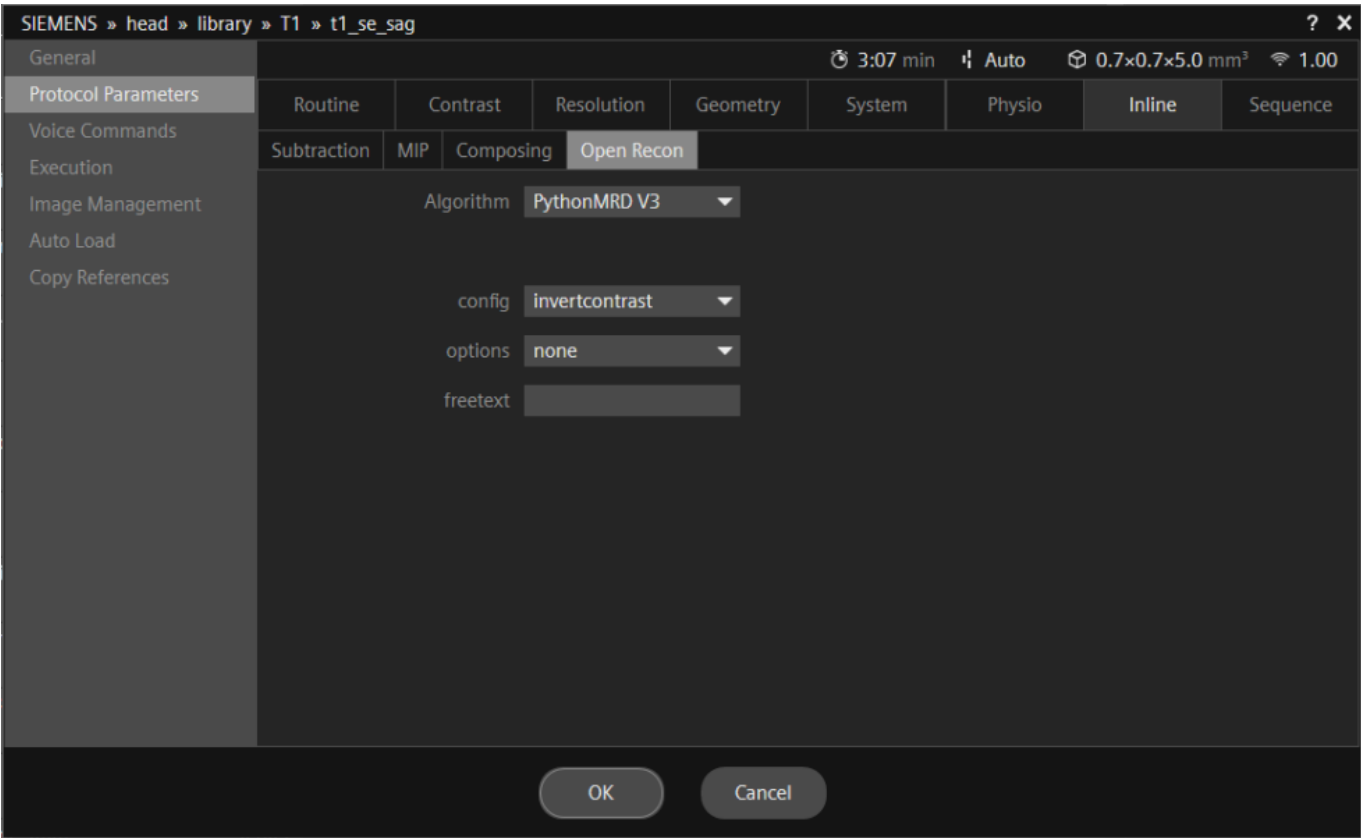 SIEMENS » head » library » T1 » t1_se_sag ? X
General
Protocol Parameters
Voice Commands
Execution
Image Management
Auto Load
Copy References
3:07 min Auto 0.7×0.7×5.0 mm³ 1.00
Routine Contrast Resolution Geometry System Physio Inline Sequence
Subtraction MIP Composing Open Recon
Algorithm PythonMRD V3
config invertcontrast
options none
freetext
OK Cancel